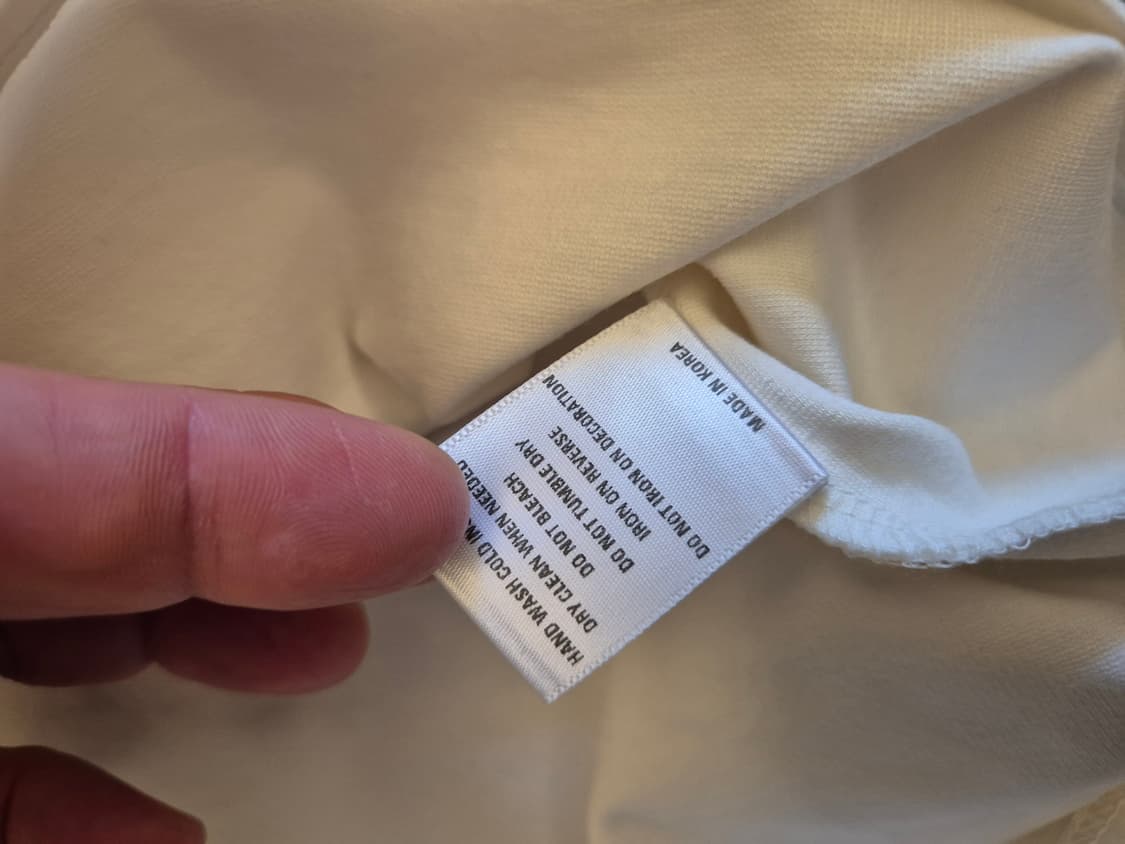 HAND WASH COLD
DRY CLEAN WHEN NEEDED
DO NOT BLEACH
DO NOT TUMBLE DRY
IRON ON REVERSE
DO NOT IRON ON DECORATION
MADE IN KOREA